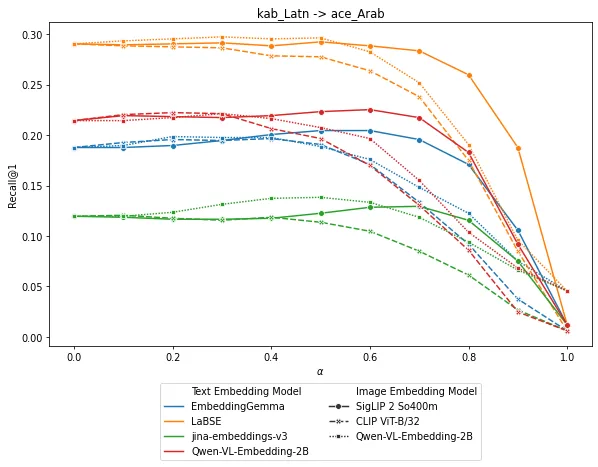 kab_Latn -> ace_Arab
Recall@1
0.30
0.25
0.20
0.15
0.10
0.05
0.00
0.0 0.2 0.4 0.6 0.8 1.0
α
Text Embedding Model
EmbeddingGemma
LaBSE
jina-embeddings-v3
Qwen-VL-Embedding-2B
Image Embedding Model
SigLIP 2 So400m
CLIP ViT-B/32
Qwen-VL-Embedding-2B